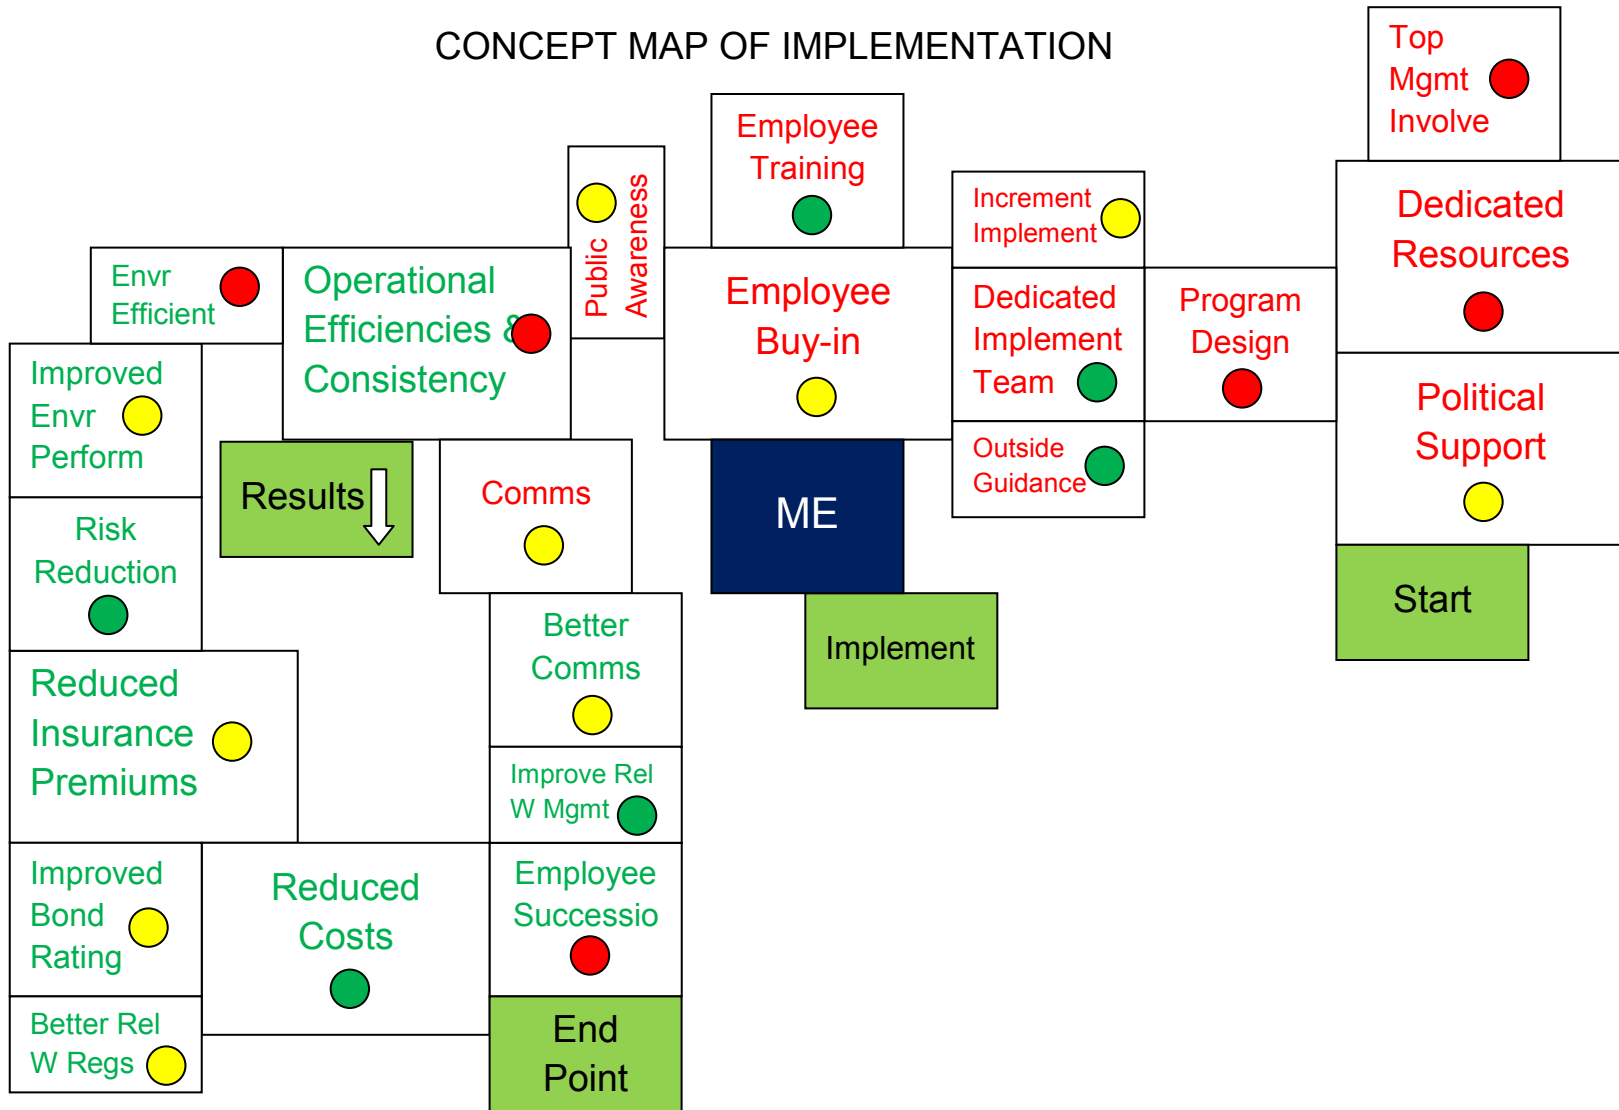 CONCEPT MAP OF IMPLEMENTATION
Top
Mgmt
Involve
Employee
Training
Public
Awareness
Increment
Implement
Dedicated
Resources
Envr
Efficient
Operational
Efficiencies &
Consistency
Employee
Buy-in
Dedicated
Implement
Team
Program
Design
Improved
Envr
Perform
Political
Support
Results
Comms
ME
Outside
Guidance
Risk
Reduction
Start
Better
Comms
Implement
Reduced
Insurance
Premiums
Improve Rel
W Mgmt
Improved
Bond
Rating
Reduced
Costs
Employee
Successio
Better Rel
W Regs
End
Point